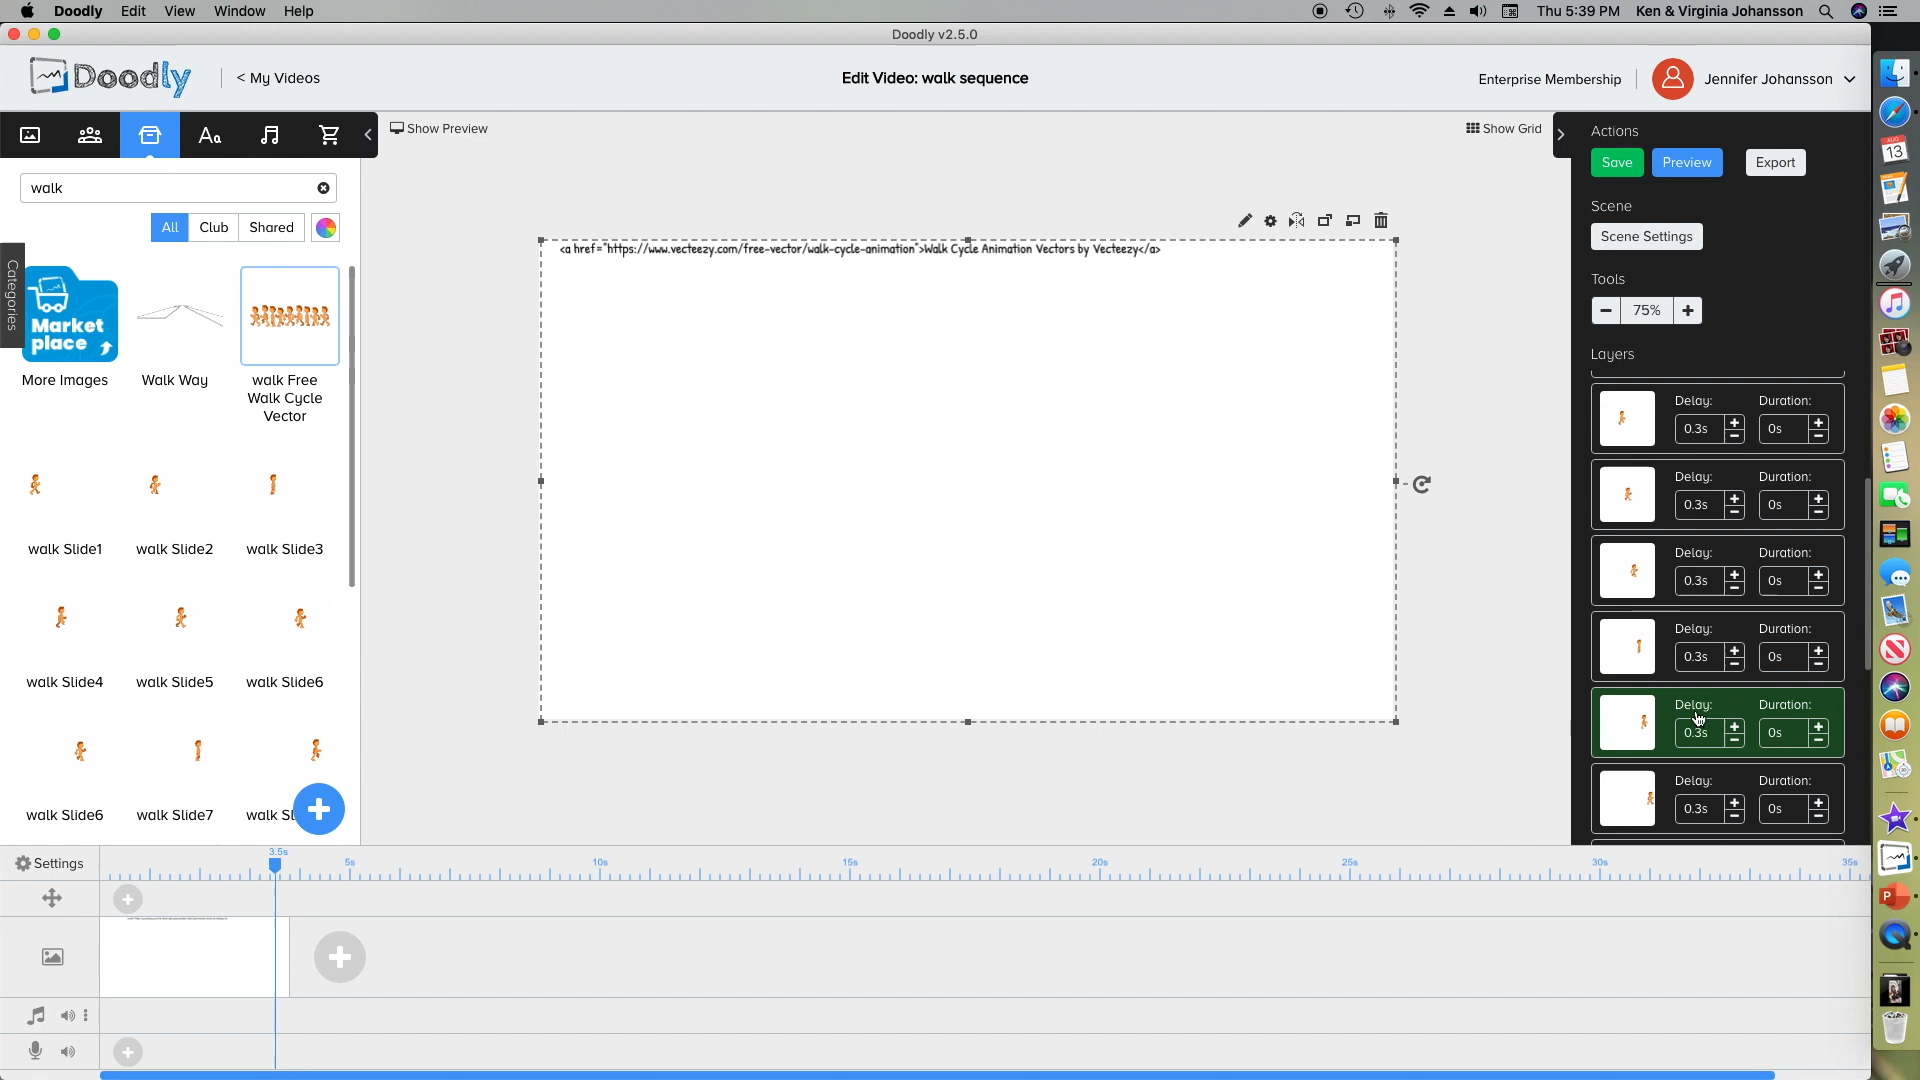 Doodly Edit View Window Help
Thu 5:39 PM Ken & Virginia Johansson
Doodly v2.5.0
Doodly
< My Videos
Edit Video: walk sequence
Enterprise Membership
Jennifer Johansson
Show Preview
Show Grid
walk
All Club Shared
Categories
Market place
More Images
Walk Way
walk Free
Walk Cycle
Vector
walk Slide1
walk Slide2
walk Slide3
walk Slide4
walk Slide5
walk Slide6
walk Slide6
walk Slide7
walk Sl
<a href="https://www.vecteezy.com/free-vector/walk-cycle-animation">Walk Cycle Animation Vectors by Vecteezy</a>
Actions
Save Preview Export
Scene
Scene Settings
Tools
75%
Layers
Delay: Duration:
0.3s 0s
Delay: Duration:
0.3s 0s
Delay: Duration:
0.3s 0s
Delay: Duration:
0.3s 0s
Delay: Duration:
0.3s 0s
Delay: Duration:
0.3s 0s
AUG
13
Settings
3.5s
5s 10s 15s 20s 25s 30s 35s